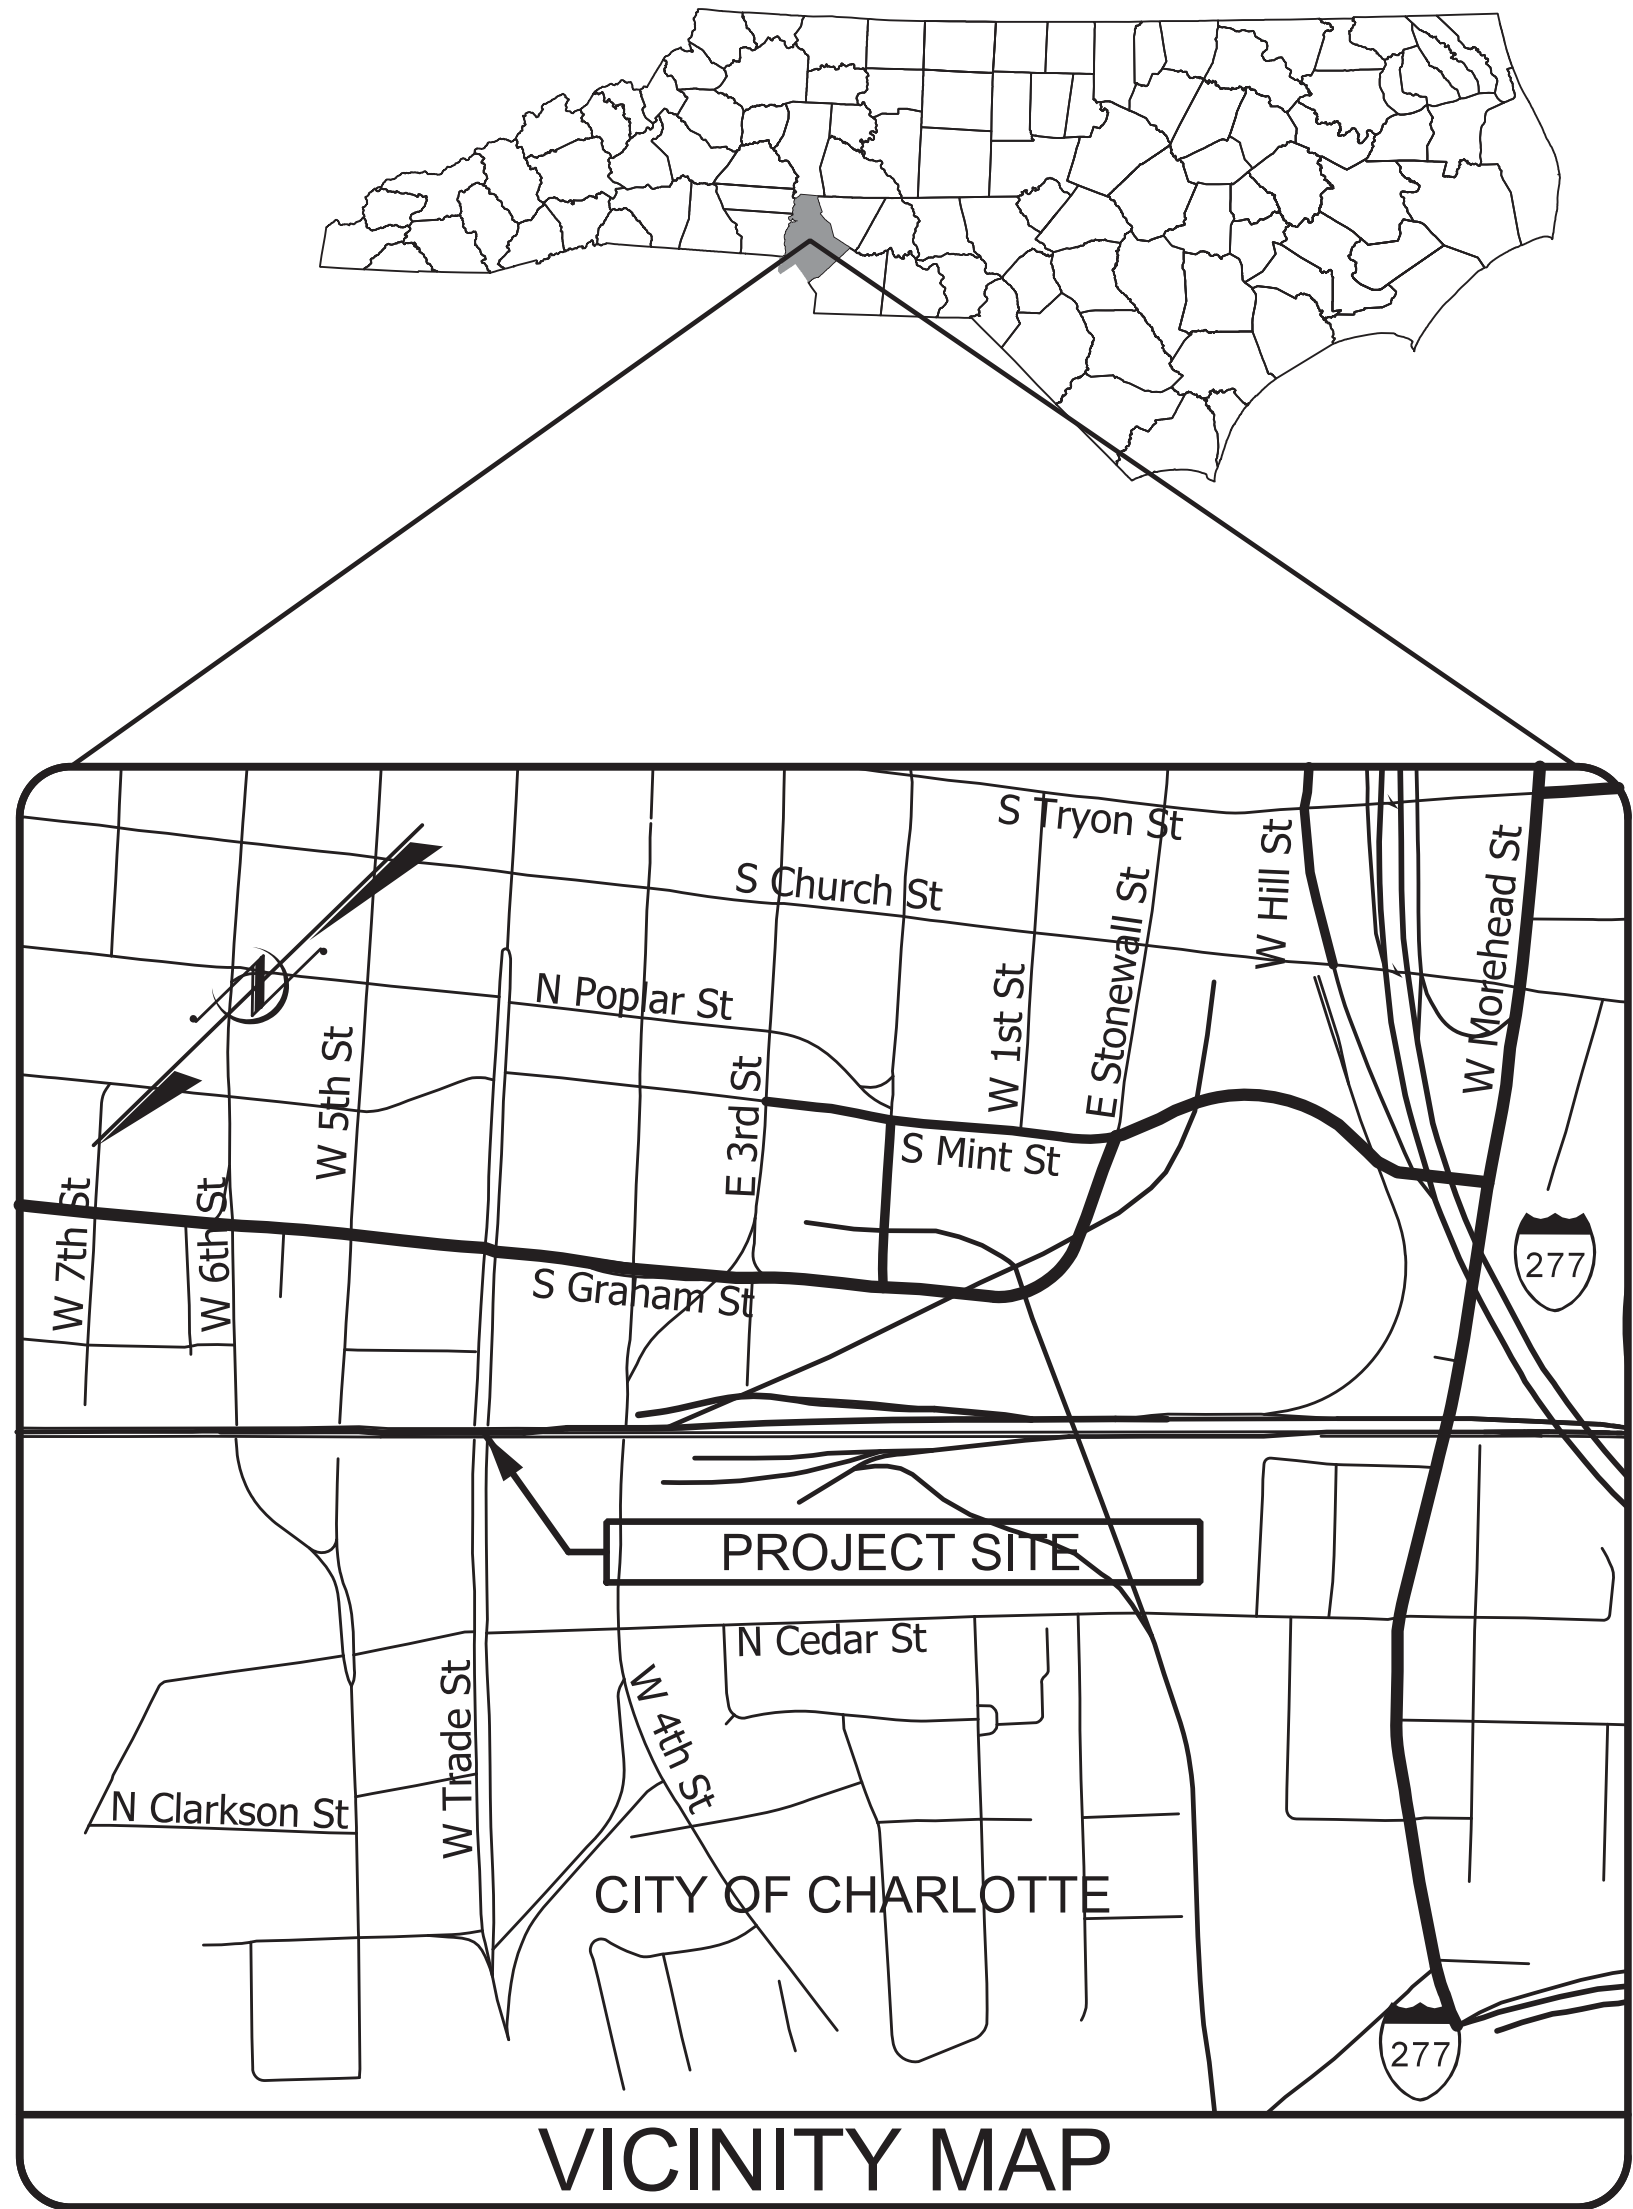 S Tryon St
S Church St
W Hill St
W Morehead St
E Stonewall St
N Poplar St
W 1st St
W 5th St
E 3rd St
S Mint St
W 7th St
W 6th St
277
S Graham St
PROJECT SITE
N Cedar St
W Trade St
W 4th St
N Clarkson St
CITY OF CHARLOTTE
277
VICINITY MAP